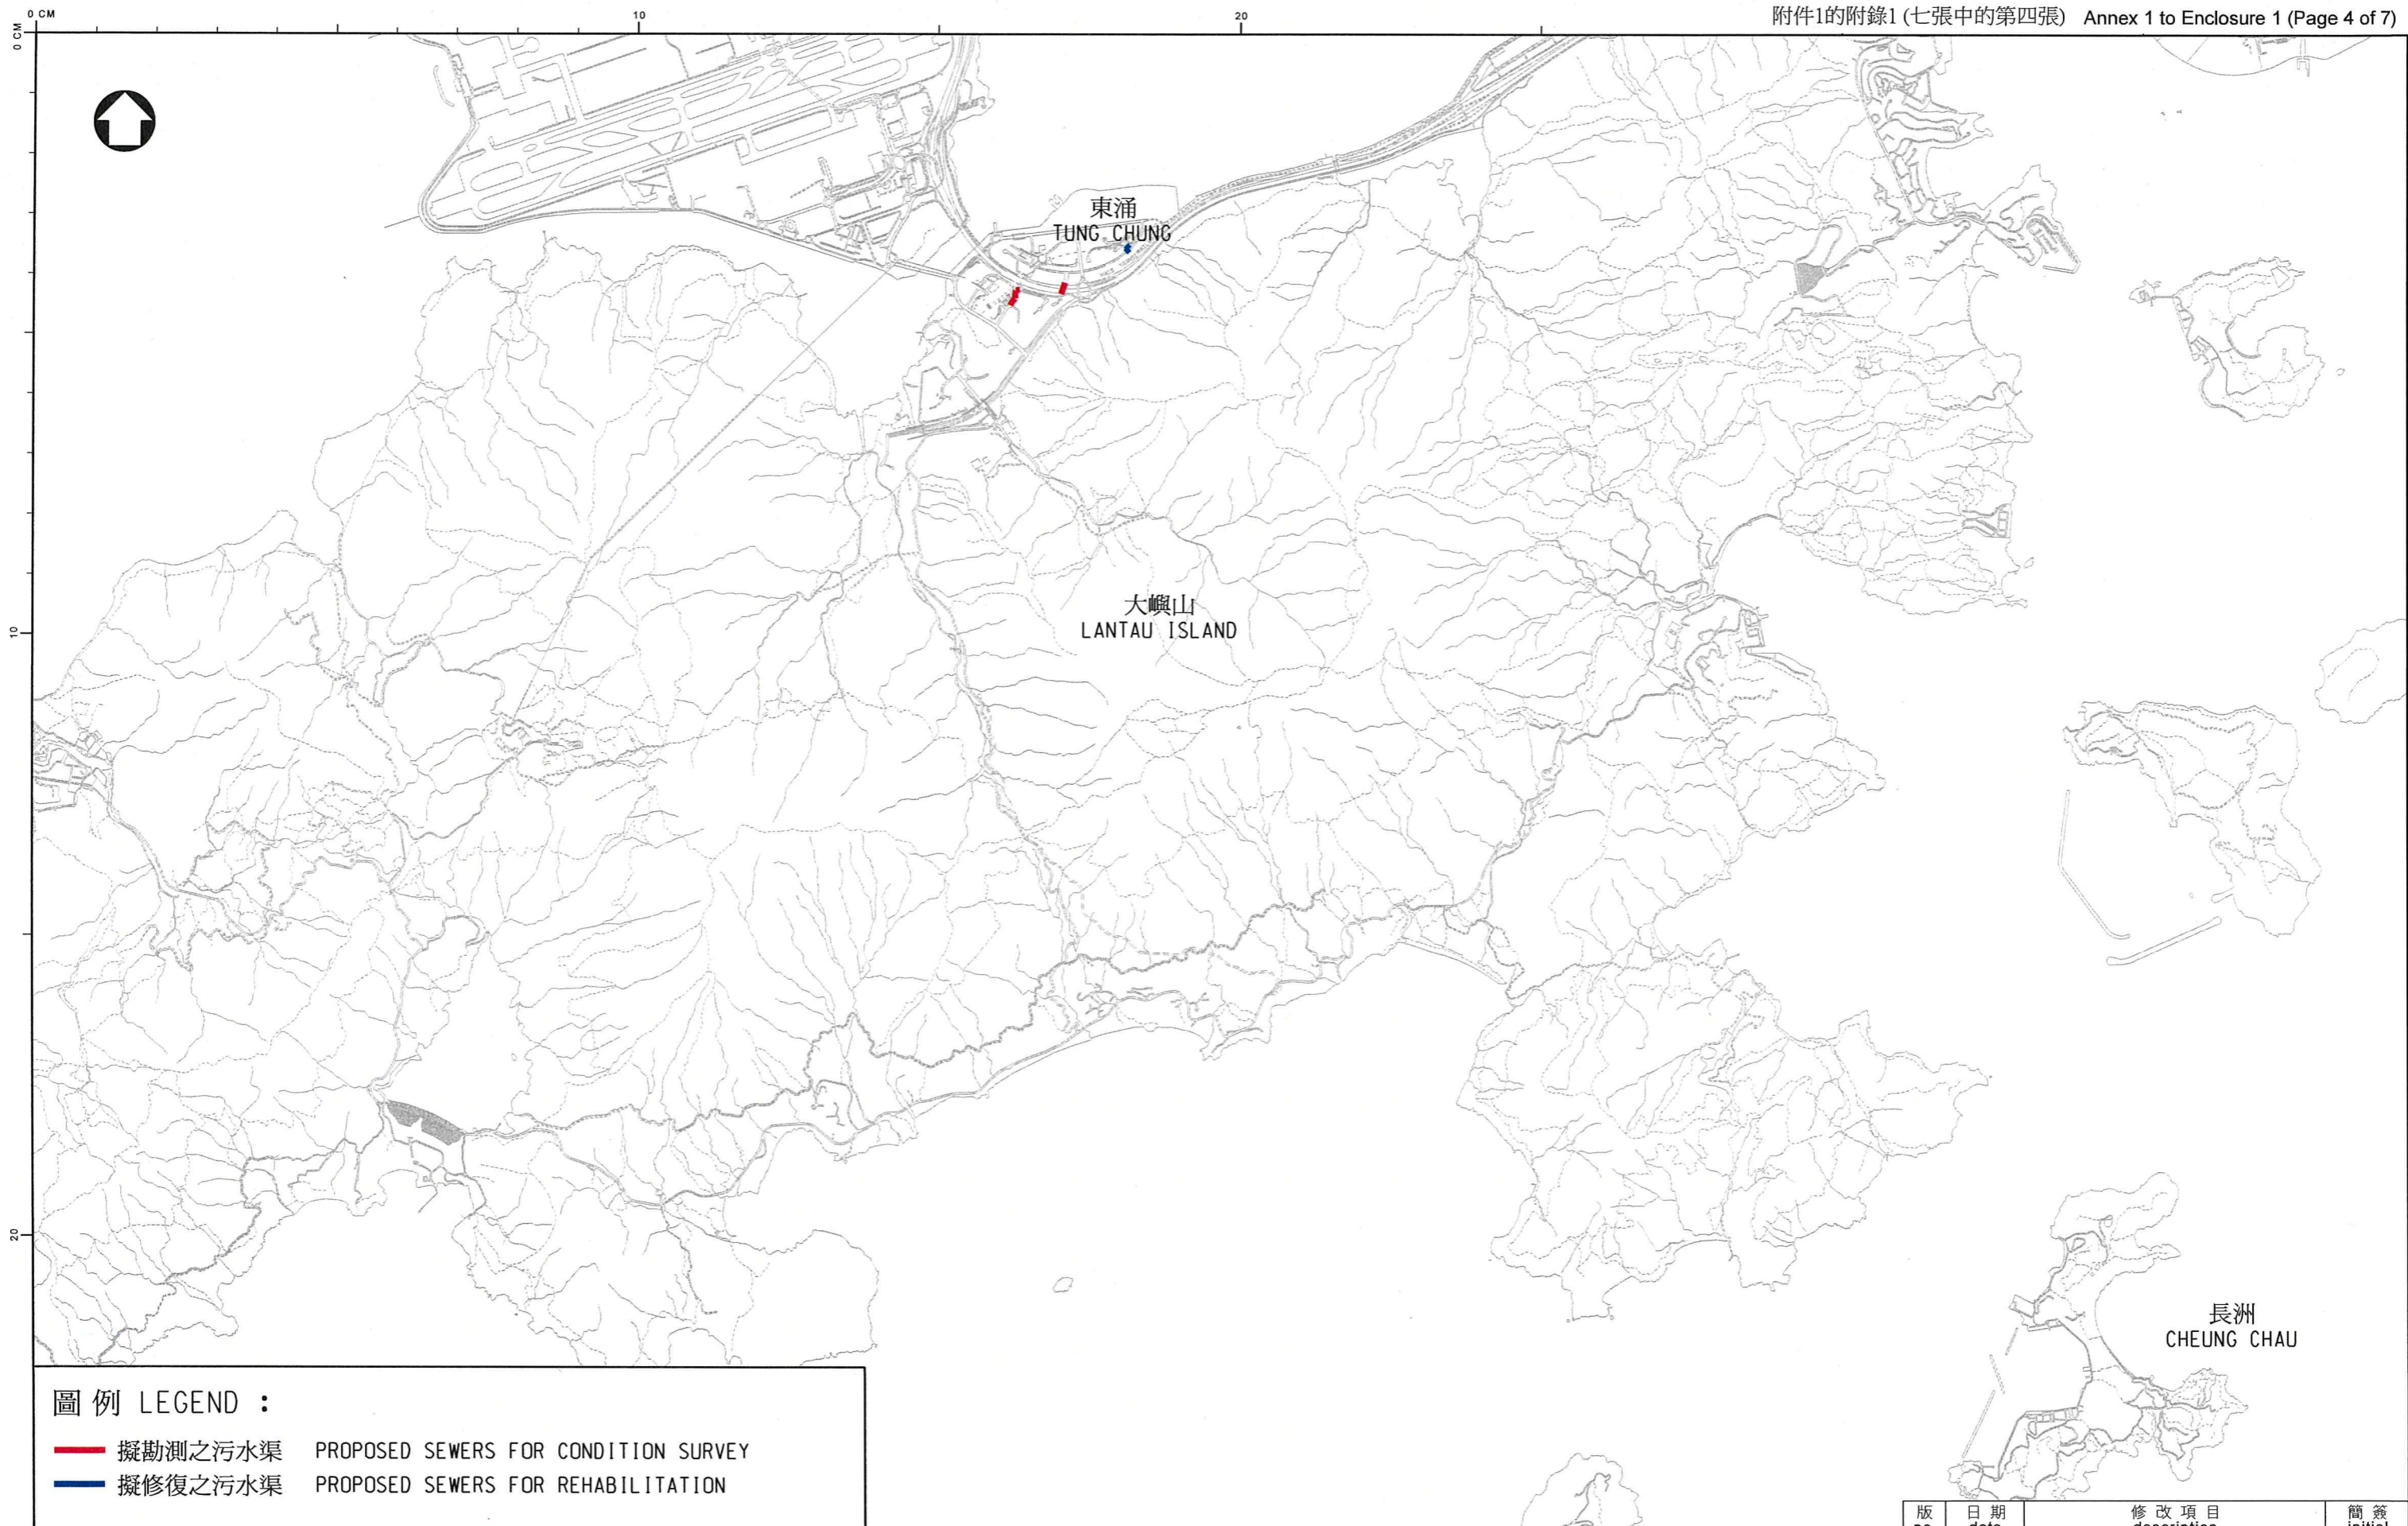 附件1的附錄1 (七張中的第四張) Annex 1 to Enclosure 1 (Page 4 of 7)
0 CM 10 20
0 CM
10
20
東涌
TUNG CHUNG
大嶼山
LANTAU ISLAND
長洲
CHEUNG CHAU
圖例 LEGEND :
擬勘測之污水渠 PROPOSED SEWERS FOR CONDITION SURVEY
擬修復之污水渠 PROPOSED SEWERS FOR REHABILITATION
版 日期 修改項目 簡簽
no. date description initial